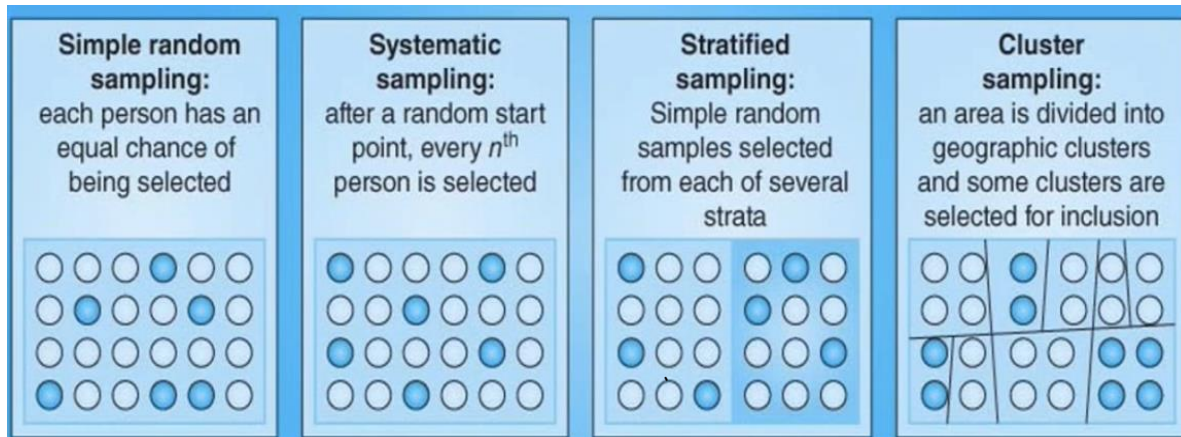 Simple random
sampling:
each person has an
equal chance of
being selected
Systematic
sampling:
after a random start
point, every nth
person is selected
Stratified
sampling:
Simple random
samples selected
from each of several
strata
Cluster
sampling:
an area is divided into
geographic clusters
and some clusters are
selected for inclusion